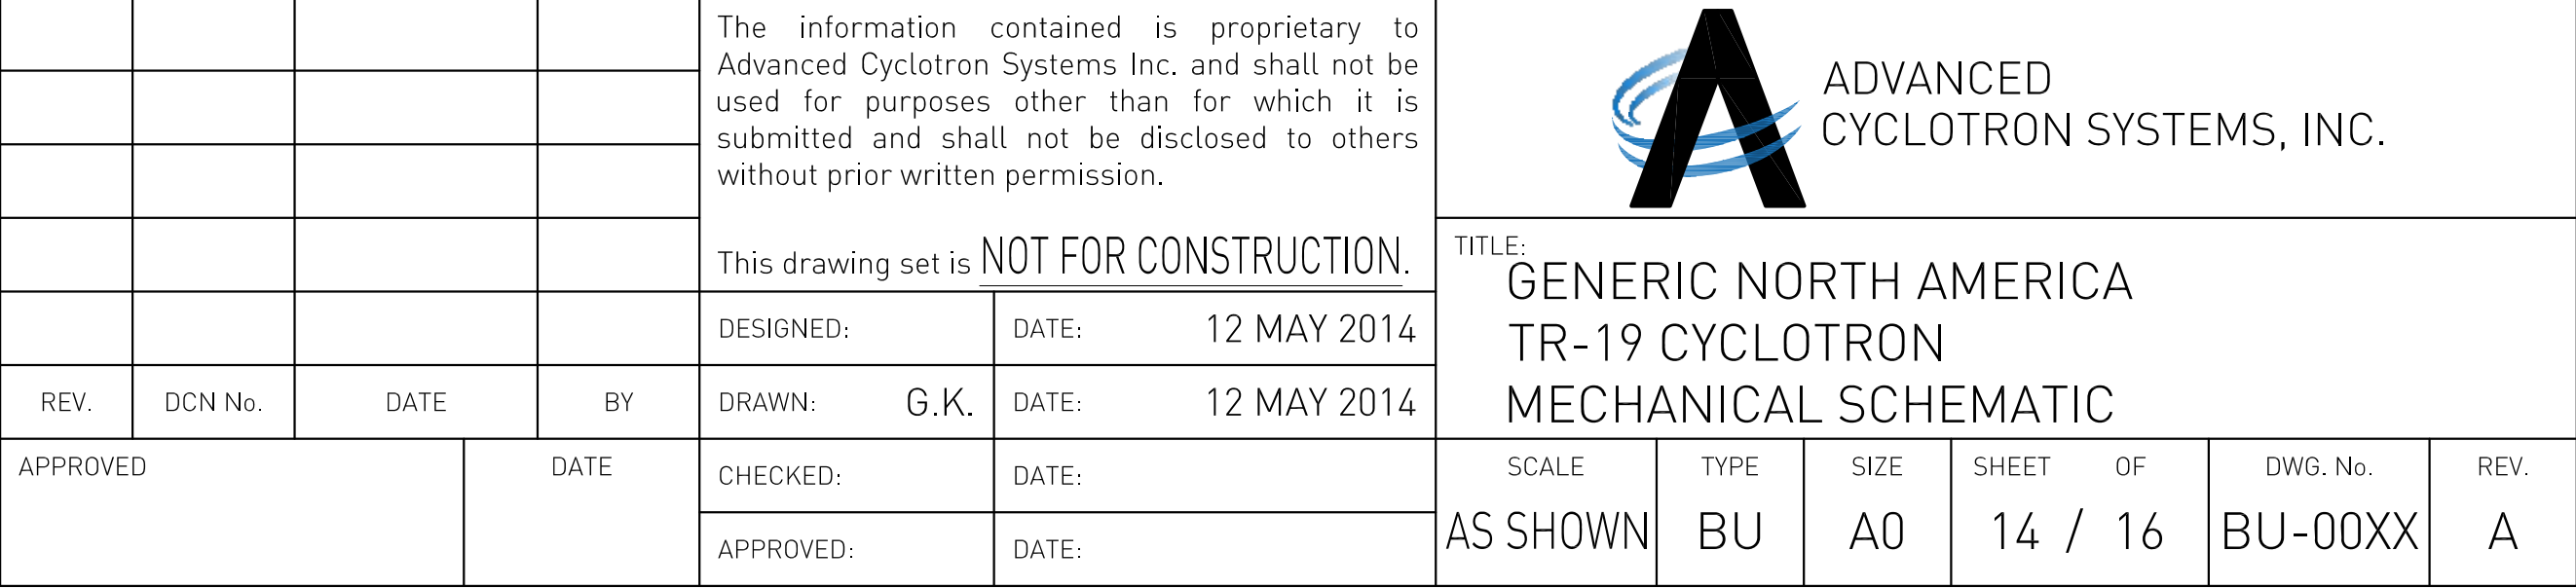 The information contained is proprietary to
Advanced Cyclotron Systems Inc. and shall not be
used for purposes other than for which it is
submitted and shall not be disclosed to others
without prior written permission.
This drawing set is NOT FOR CONSTRUCTION.
ADVANCED
CYCLOTRON SYSTEMS, INC.
TITLE:
GENERIC NORTH AMERICA
TR-19 CYCLOTRON
MECHANICAL SCHEMATIC
DESIGNED: DATE: 12 MAY 2014
REV. DCN No. DATE BY DRAWN: G.K. DATE: 12 MAY 2014
APPROVED DATE
CHECKED: DATE:
APPROVED: DATE:
SCALE TYPE SIZE SHEET OF DWG. No. REV.
AS SHOWN BU A0 14 / 16 BU-00XX A